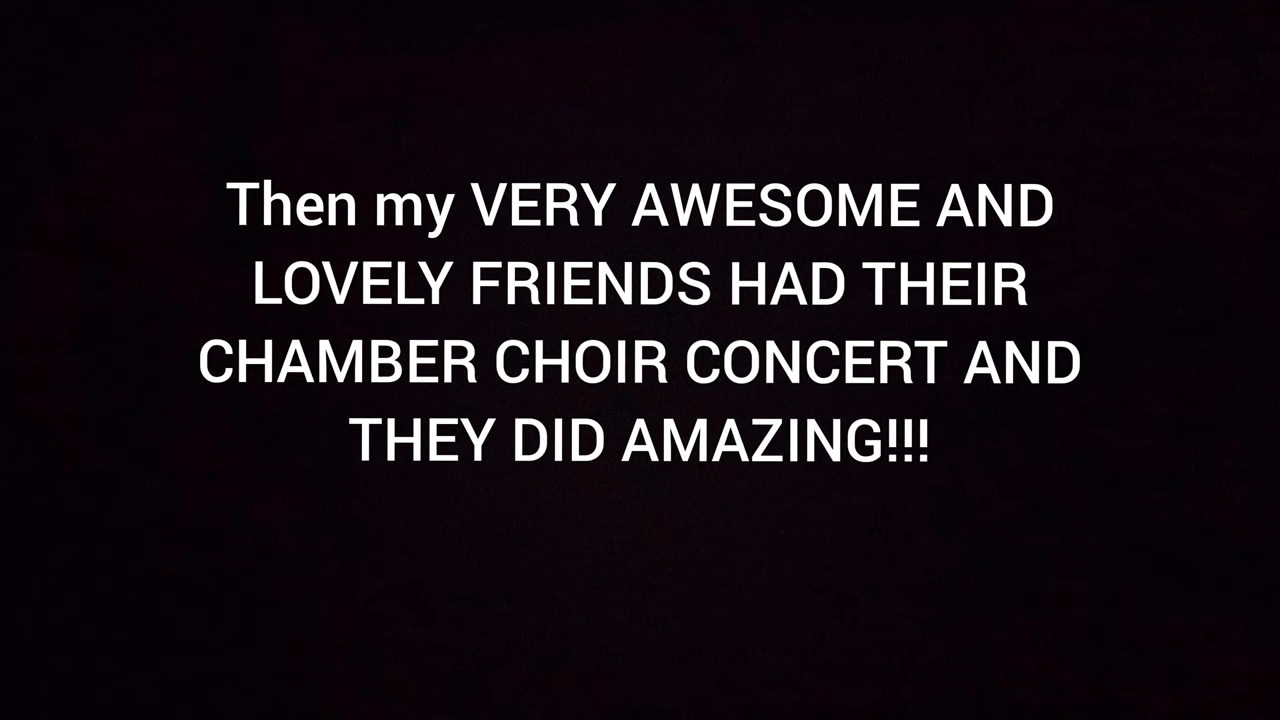 Then my VERY AWESOME AND
LOVELY FRIENDS HAD THEIR
CHAMBER CHOIR CONCERT AND
THEY DID AMAZING!!!